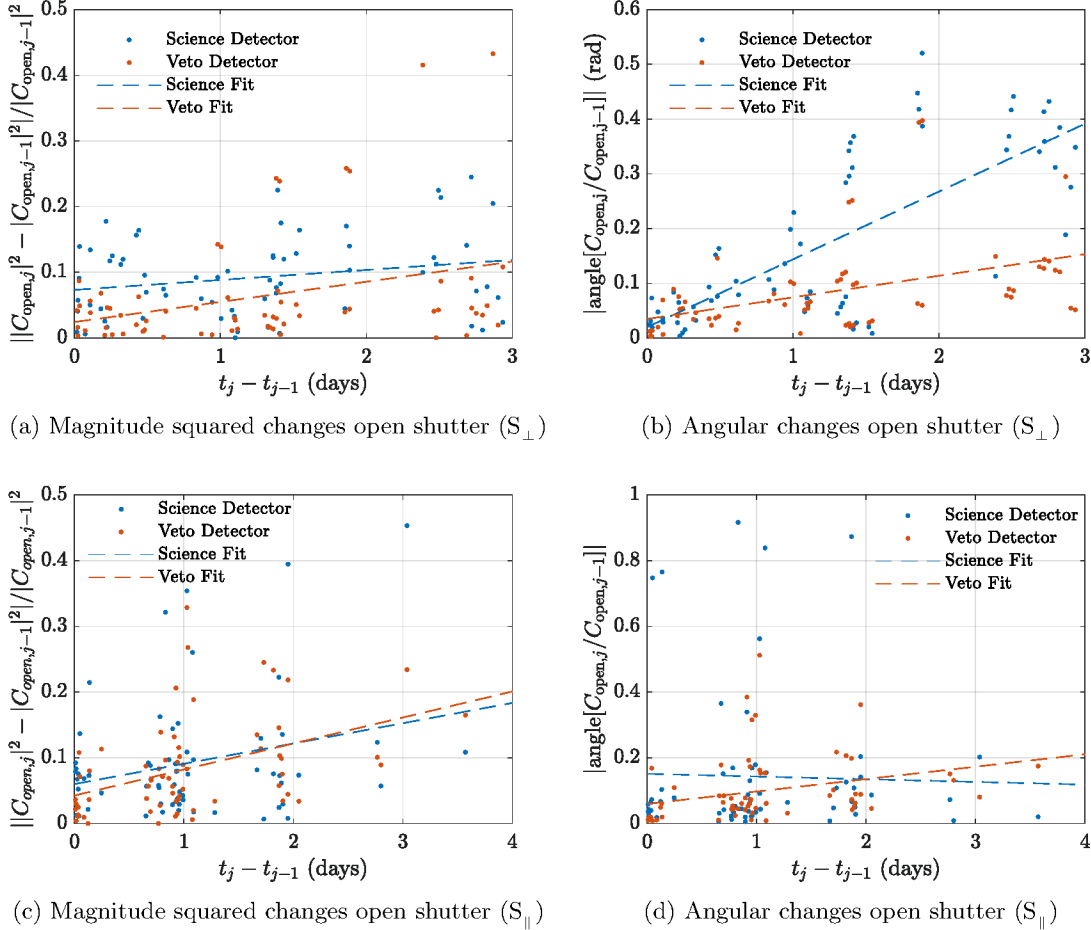 ||C_open,j|^2 − |C_open,j−1|^2|/|C_open,j−1|^2
0.5
0.4
0.3
0.2
0.1
0
0 1 2 3
Science Detector
Veto Detector
Science Fit
Veto Fit
t_j − t_j−1 (days)
(a) Magnitude squared changes open shutter (S_⊥)
|angle[C_open,j/C_open,j−1]| (rad)
0.6
0.5
0.4
0.3
0.2
0.1
0
0 1 2 3
Science Detector
Veto Detector
Science Fit
Veto Fit
t_j − t_j−1 (days)
(b) Angular changes open shutter (S_⊥)
||C_open,j|^2 − |C_open,j−1|^2|/|C_open,j−1|^2
0.5
0.4
0.3
0.2
0.1
0
0 1 2 3 4
Science Detector
Veto Detector
Science Fit
Veto Fit
t_j − t_j−1 (days)
(c) Magnitude squared changes open shutter (S_∥)
|angle[C_open,j/C_open,j−1]|
1
0.8
0.6
0.4
0.2
0
0 1 2 3 4
Science Detector
Veto Detector
Science Fit
Veto Fit
t_j − t_j−1 (days)
(d) Angular changes open shutter (S_∥)